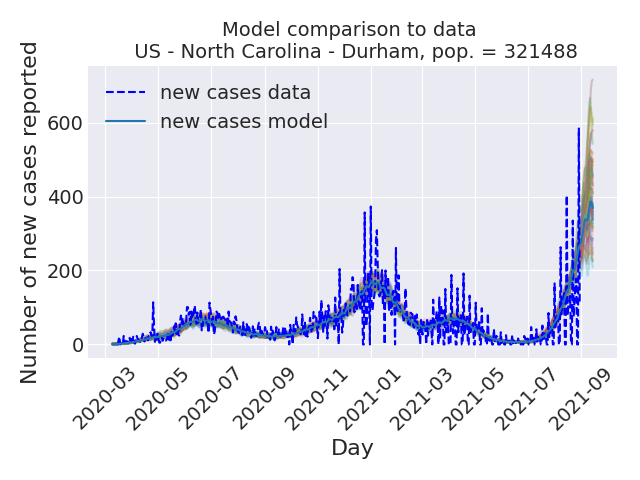 Model comparison to data
US - North Carolina - Durham, pop. = 321488
Number of new cases reported
new cases data
new cases model
600
400
200
0
2020-03
2020-05
2020-07
2020-09
2020-11
2021-01
2021-03
2021-05
2021-07
2021-09
Day